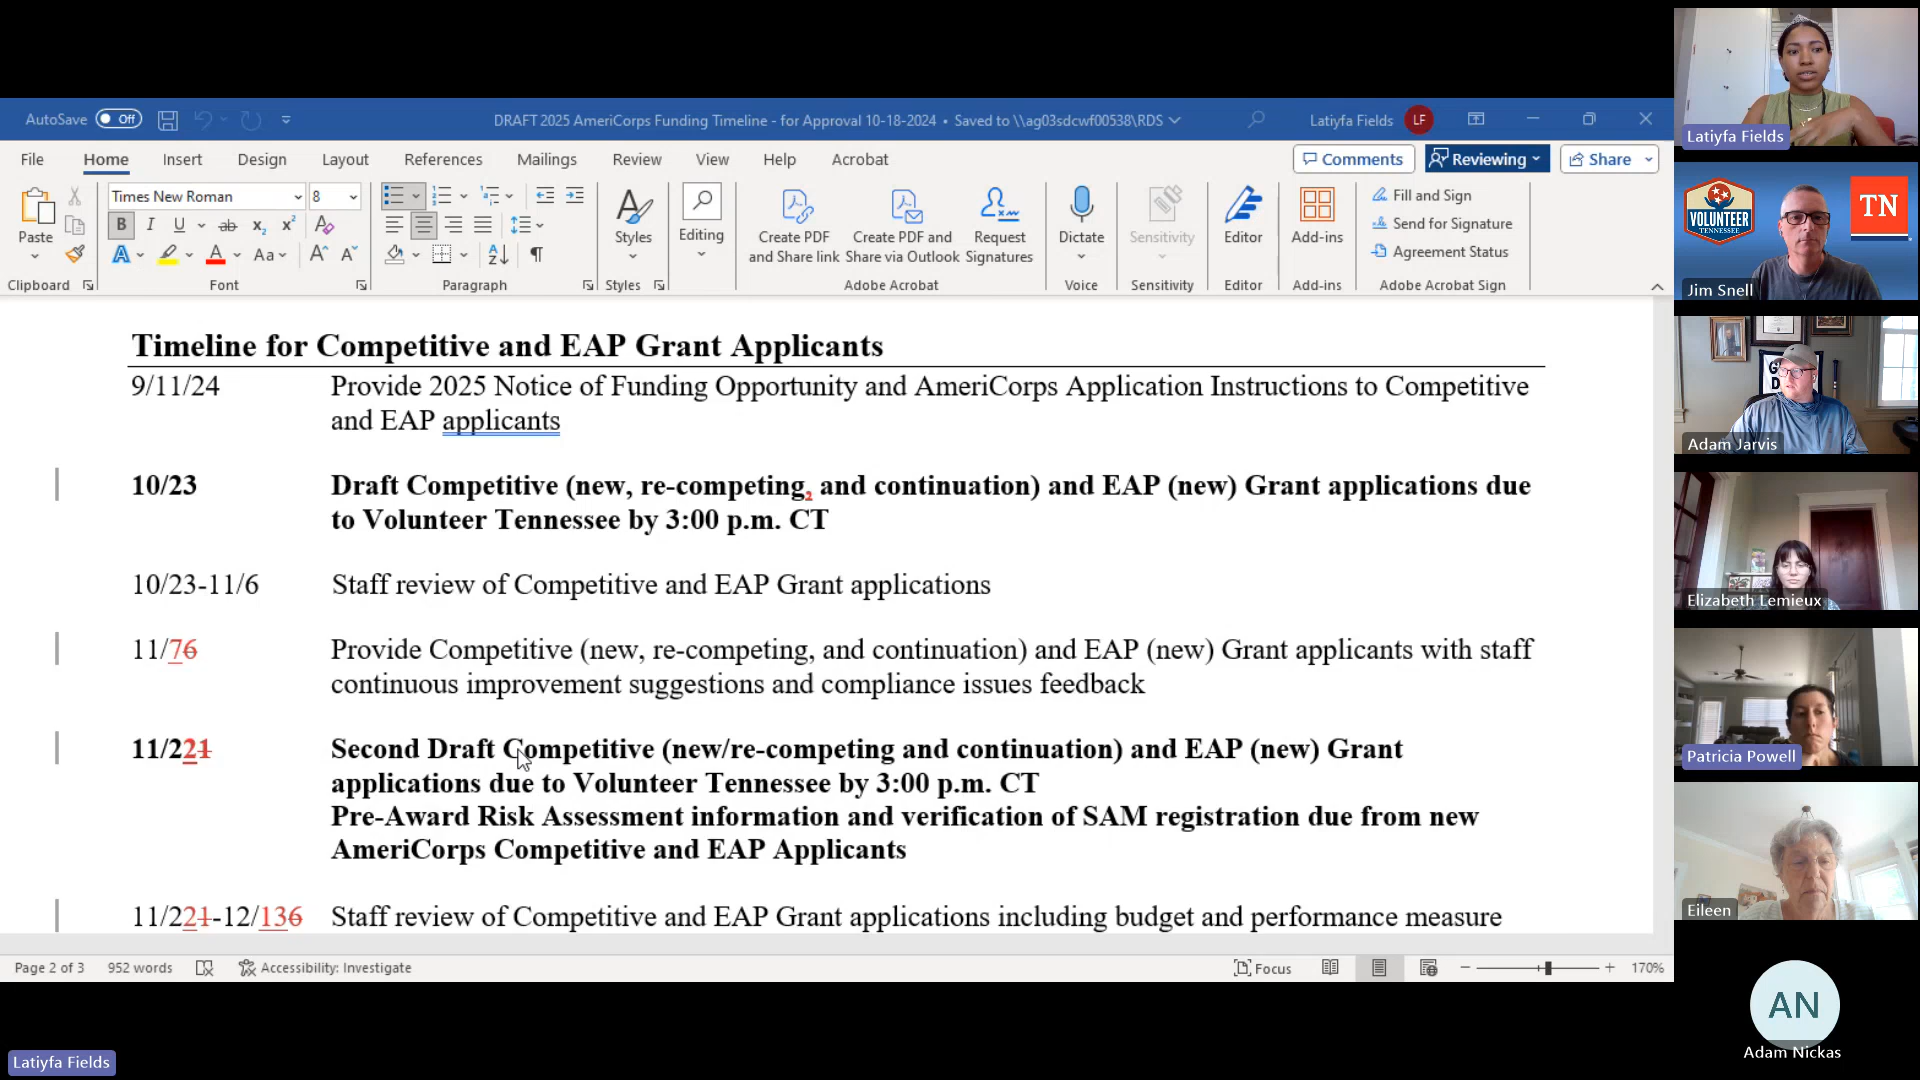 AutoSave Off
DRAFT 2025 AmeriCorps Funding Timeline - for Approval 10-18-2024 • Saved to \\ag03sdcwf00538\RDS
Latiyfa Fields LF
File Home Insert Design Layout References Mailings Review View Help Acrobat
Comments Reviewing Share
Times New Roman 8
Paste
Styles
Editing
Create PDF and Share link
Create PDF and Share via Outlook
Request Signatures
Dictate
Sensitivity
Editor
Add-ins
Fill and Sign
Send for Signature
Agreement Status
Clipboard Font Paragraph Styles Adobe Acrobat Voice Sensitivity Editor Add-ins Adobe Acrobat Sign
Timeline for Competitive and EAP Grant Applicants
9/11/24 Provide 2025 Notice of Funding Opportunity and AmeriCorps Application Instructions to Competitive
and EAP applicants
10/23 Draft Competitive (new, re-competing, and continuation) and EAP (new) Grant applications due
to Volunteer Tennessee by 3:00 p.m. CT
10/23-11/6 Staff review of Competitive and EAP Grant applications
11/76 Provide Competitive (new, re-competing, and continuation) and EAP (new) Grant applicants with staff
continuous improvement suggestions and compliance issues feedback
11/221 Second Draft Competitive (new/re-competing and continuation) and EAP (new) Grant
applications due to Volunteer Tennessee by 3:00 p.m. CT
Pre-Award Risk Assessment information and verification of SAM registration due from new
AmeriCorps Competitive and EAP Applicants
11/221-12/136 Staff review of Competitive and EAP Grant applications including budget and performance measure
Page 2 of 3 952 words Accessibility: Investigate
Focus 170%
Latiyfa Fields
Latiyfa Fields
VOLUNTEER
TENNESSEE
TN
Jim Snell
Adam Jarvis
Elizabeth Lemieux
Patricia Powell
Eileen
AN
Adam Nickas